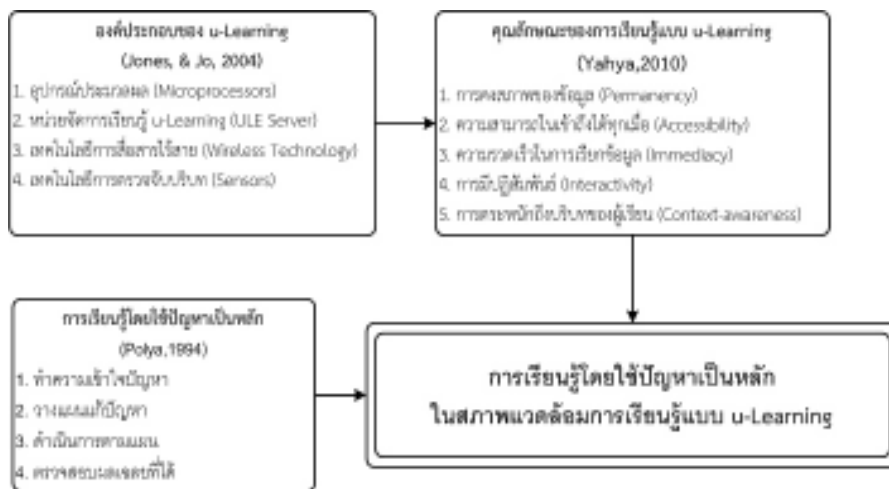 องค์ประกอบของ u-Learning
(Jones, & Jo, 2004)
1. อุปกรณ์ประมวลผล (Microprocessors)
2. หน่วยจัดการเรียนรู้ u-Learning (ULE Server)
3. เทคโนโลยีการสื่อสารไร้สาย (Wireless Technology)
4. เทคโนโลยีการตรวจจับบริบท (Sensors)
คุณลักษณะของการเรียนรู้แบบ u-Learning
(Yahya,2010)
1. การคงสภาพของข้อมูล (Permanency)
2. ความสามารถในเข้าถึงได้ทุกเมื่อ (Accessibility)
3. ความรวดเร็วในการเรียกข้อมูล (Immediacy)
4. การมีปฏิสัมพันธ์ (Interactivity)
5. การตระหนักถึงบริบทของผู้เรียน (Context-awareness)
การเรียนรู้โดยใช้ปัญหาเป็นหลัก
(Polya,1994)
1. ทำความเข้าใจปัญหา
2. วางแผนแก้ปัญหา
3. ดำเนินการตามแผน
4. ตรวจสอบผลเฉลยที่ได้
การเรียนรู้โดยใช้ปัญหาเป็นหลัก
ในสภาพแวดล้อมการเรียนรู้แบบ u-Learning